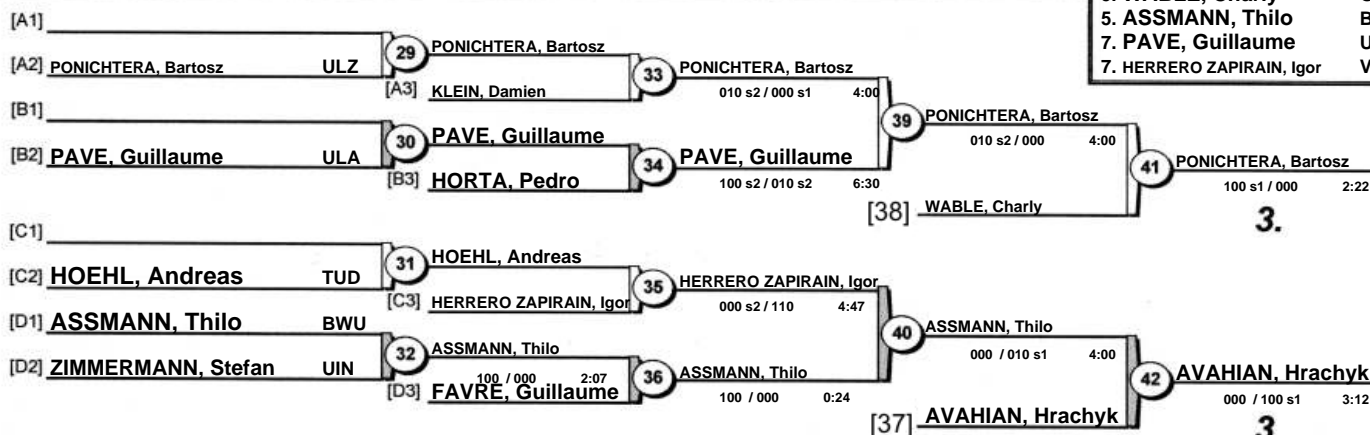 [A1]
[A2] PONICHTERA, Bartosz ULZ
29
PONICHTERA, Bartosz
[A3] KLEIN, Damien
33
PONICHTERA, Bartosz
010 s2 / 000 s1 4:00
[B1]
[B2] PAVE, Guillaume ULA
30
PAVE, Guillaume
[B3] HORTA, Pedro
34
PAVE, Guillaume
100 s2 / 010 s2 6:30
39
PONICHTERA, Bartosz
010 s2 / 000 4:00
[38] WABLE, Charly
41
PONICHTERA, Bartosz
100 s1 / 000 2:22
3.
[C1]
[C2] HOEHL, Andreas TUD
31
HOEHL, Andreas
[C3] HERRERO ZAPIRAIN, Igor
35
HERRERO ZAPIRAIN, Igor
000 s2 / 110 4:47
[D1] ASSMANN, Thilo BWU
[D2] ZIMMERMANN, Stefan UIN
32
ASSMANN, Thilo
100 / 000 2:07
[D3] FAVRE, Guillaume
36
ASSMANN, Thilo
100 / 000 0:24
40
ASSMANN, Thilo
000 / 010 s1 4:00
[37] AVAHIAN, Hrachyk
42
AVAHIAN, Hrachyk
000 / 100 s1 3:12
3
WABLE, Charly
5. ASSMANN, Thilo B
7. PAVE, Guillaume U
7. HERRERO ZAPIRAIN, Igor V